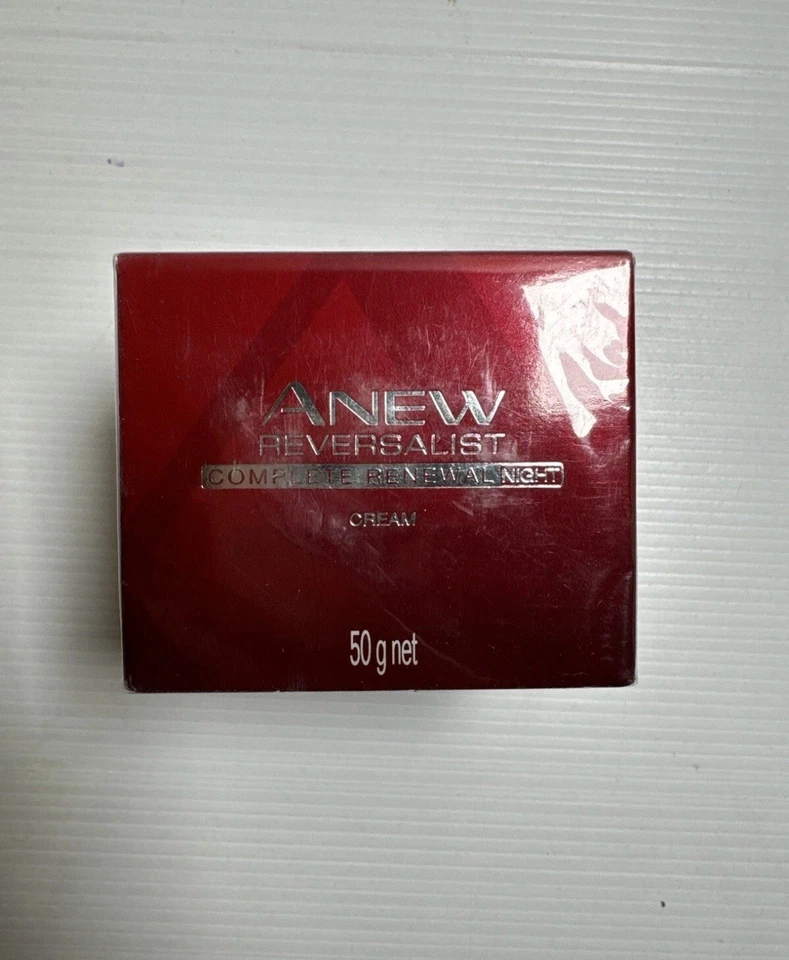 ANEW
REVERSALIST
COMPLETE RENEWAL NIGHT
CREAM
50 g net